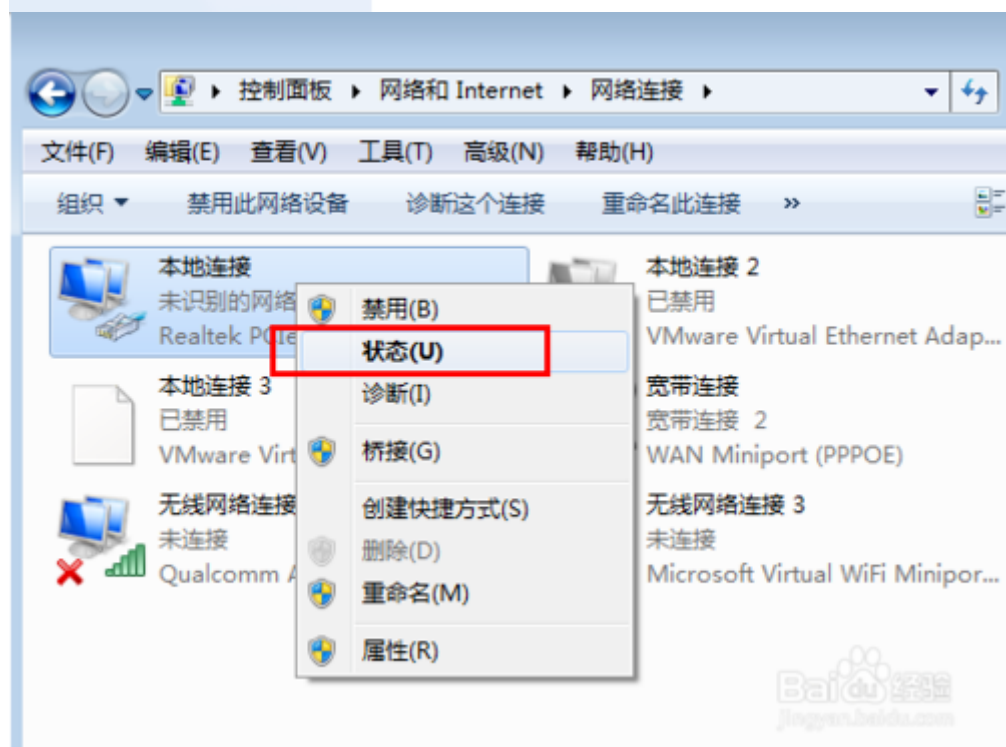 控制面板 网络和 Internet 网络连接
文件(F) 编辑(E) 查看(V) 工具(T) 高级(N) 帮助(H)
组织 禁用此网络设备 诊断这个连接 重命名此连接 »
本地连接
未识别的网络
Realtek PCIe
本地连接 2
已禁用
VMware Virtual Ethernet Adap...
本地连接 3
已禁用
VMware Virt
宽带连接
宽带连接 2
WAN Miniport (PPPOE)
无线网络连接
未连接
Qualcomm A
无线网络连接 3
未连接
Microsoft Virtual WiFi Minipor...
禁用(B)
状态(U)
诊断(I)
桥接(G)
创建快捷方式(S)
删除(D)
重命名(M)
属性(R)
Baidu 经验
jingyan.baidu.com